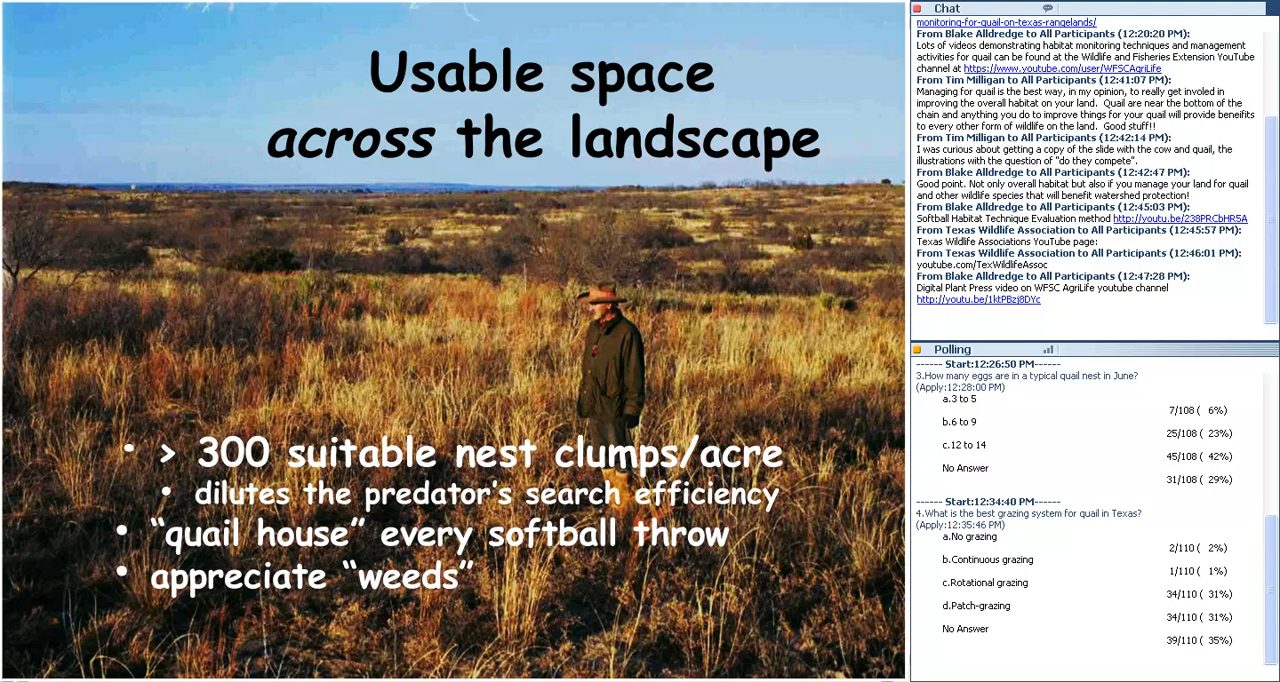 Usable space
across the landscape
• > 300 suitable nest clumps/acre
• dilutes the predator's search efficiency
• “quail house” every softball throw
• appreciate “weeds”
Chat
monitoring-for-quail-on-texas-rangelands/
From Blake Alldredge to All Participants (12:20:20 PM):
Lots of videos demonstrating habitat monitoring techniques and management
activities for quail can be found at the Wildlife and Fisheries Extension YouTube
channel at https://www.youtube.com/user/WFSCAgriLife
From Tim Milligan to All Participants (12:41:07 PM):
Managing for quail is the best way, in my opinion, to really get involed in
improving the overall habitat on your land.  Quail are near the bottom of the
chain and anything you do to improve things for your quail will provide beneifits
to every other form of wildlife on the land.  Good stuff!!
From Tim Milligan to All Participants (12:42:14 PM):
I was curious about getting a copy of the slide with the cow and quail, the
illustrations with the question of "do they compete".
From Blake Alldredge to All Participants (12:42:47 PM):
Good point. Not only overall habitat but also if you manage your land for quail
and other wildlife species that will benefit watershed protection!
From Blake Alldredge to All Participants (12:45:03 PM):
Softball Habitat Technique Evaluation method http://youtu.be/238PRCbHR5A
From Texas Wildlife Association to All Participants (12:45:57 PM):
Texas Wildlife Associations YouTube page:
From Texas Wildlife Association to All Participants (12:46:01 PM):
youtube.com/TexWildlifeAssoc
From Blake Alldredge to All Participants (12:47:28 PM):
Digital Plant Press video on WFSC AgriLife youtube channel
http://youtu.be/1ktPBzj8DYc
Polling
------ Start:12:26:50 PM------
3.How many eggs are in a typical quail nest in June?
(Apply:12:28:00 PM)
a.3 to 5
7/108 (  6%)
b.6 to 9
25/108 ( 23%)
c.12 to 14
45/108 ( 42%)
No Answer
31/108 ( 29%)
------ Start:12:34:40 PM------
4.What is the best grazing system for quail in Texas?
(Apply:12:35:46 PM)
a.No grazing
2/110 (  2%)
b.Continuous grazing
1/110 (  1%)
c.Rotational grazing
34/110 ( 31%)
d.Patch-grazing
34/110 ( 31%)
No Answer
39/110 ( 35%)